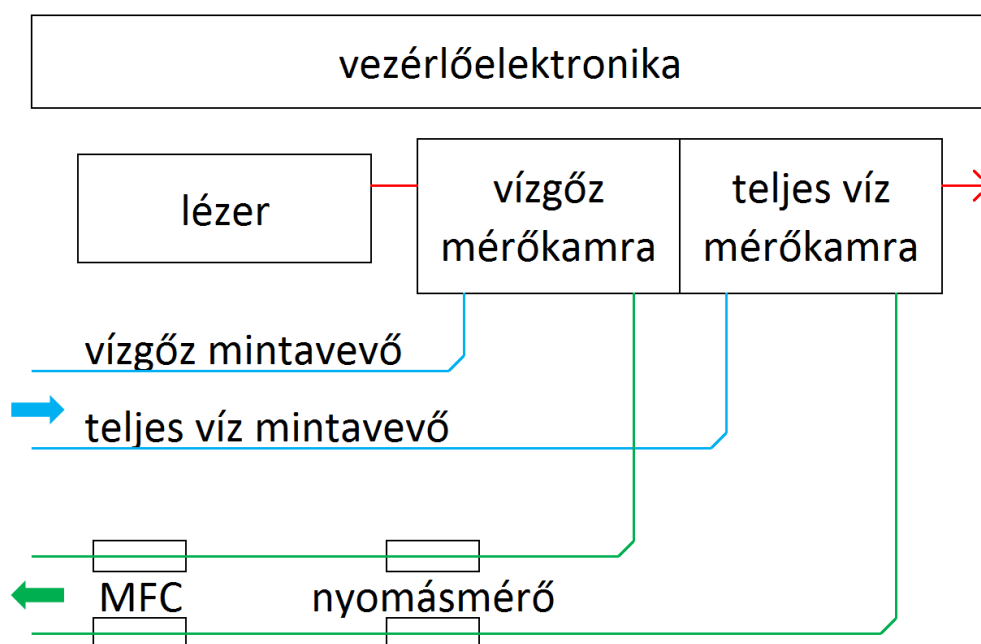 vezérlőelektronika
lézer
vízgőz
mérőkamra
teljes víz
mérőkamra
vízgőz mintavevő
teljes víz mintavevő
MFC
nyomásmérő